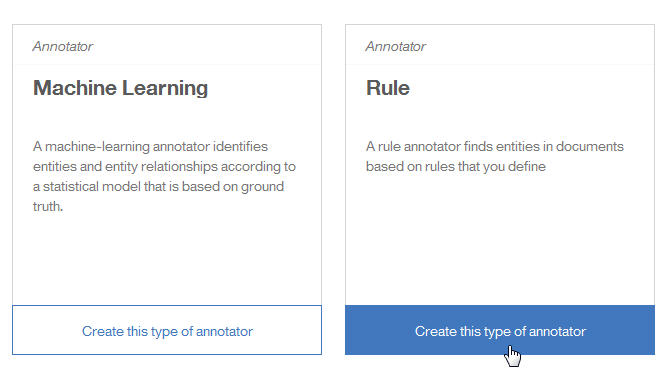 Annotator
Machine Learning
A machine-learning annotator identifies
entities and entity relationships according to
a statistical model that is based on ground
truth.
Create this type of annotator
Annotator
Rule
A rule annotator finds entities in documents
based on rules that you define
Create this type of annotator